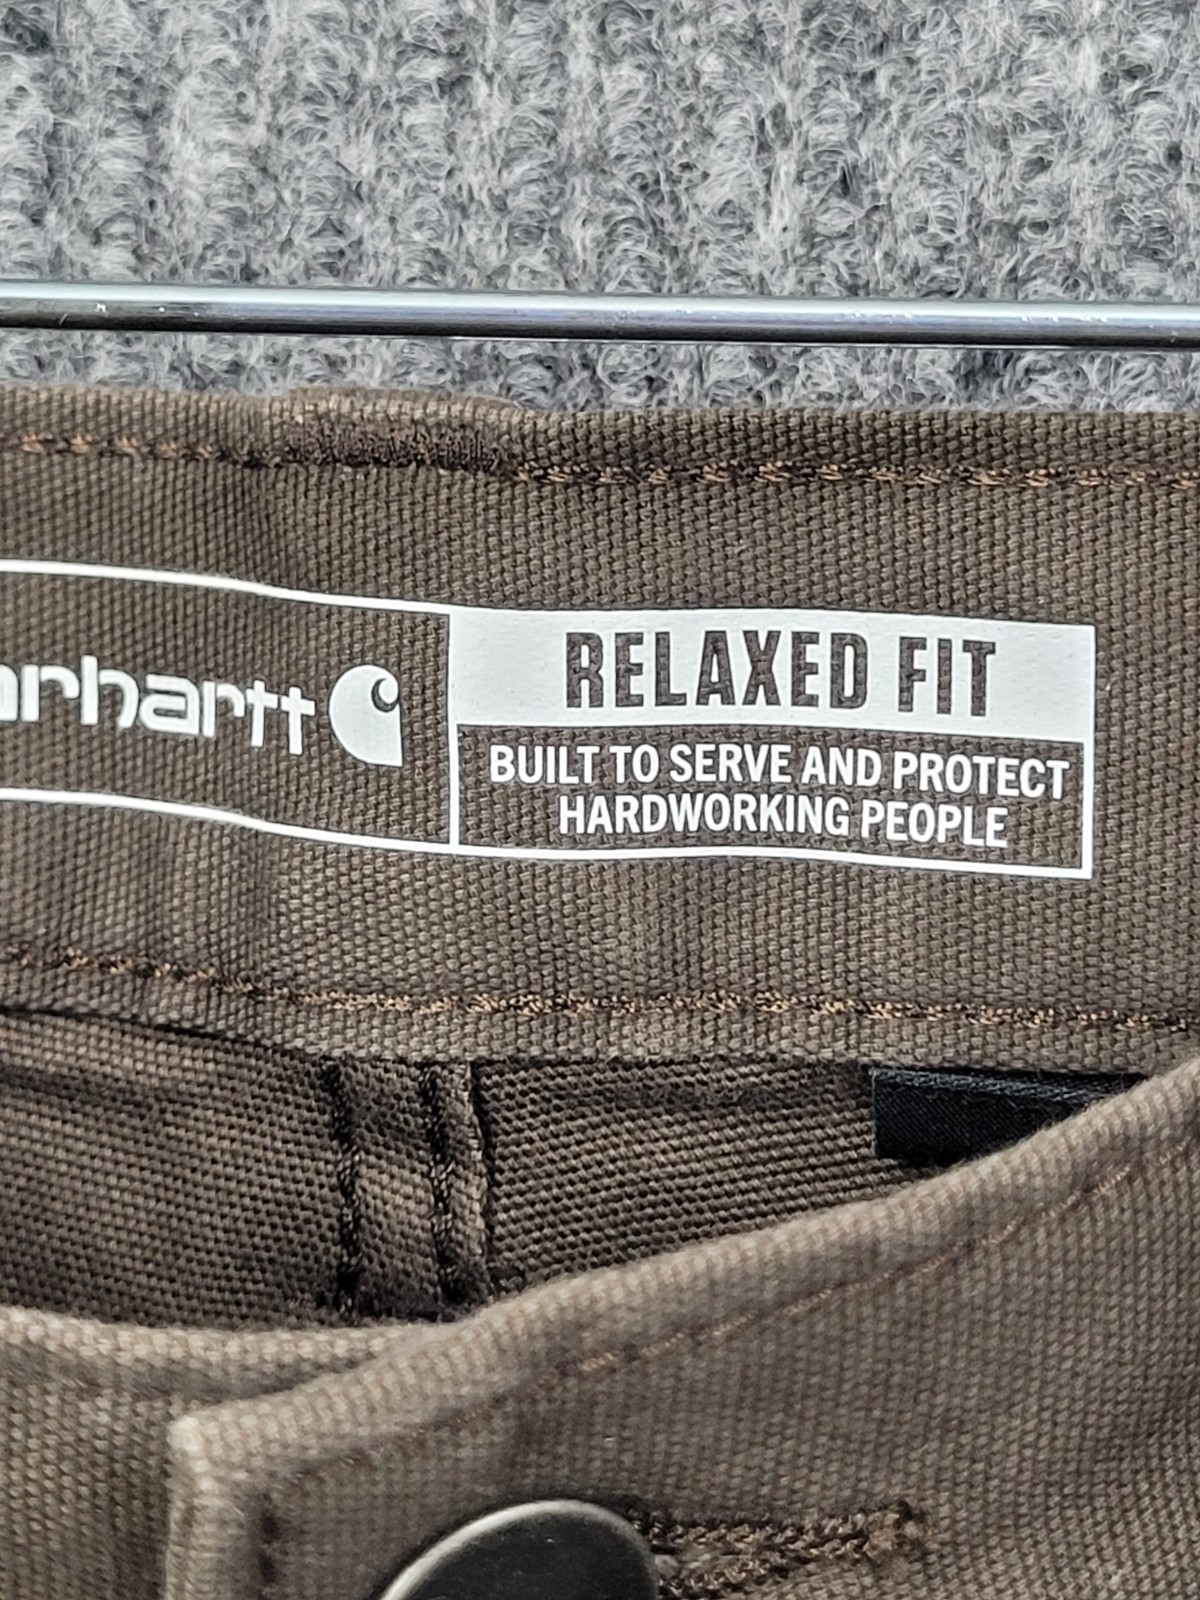 arhartt
RELAXED FIT
BUILT TO SERVE AND PROTECT
HARDWORKING PEOPLE